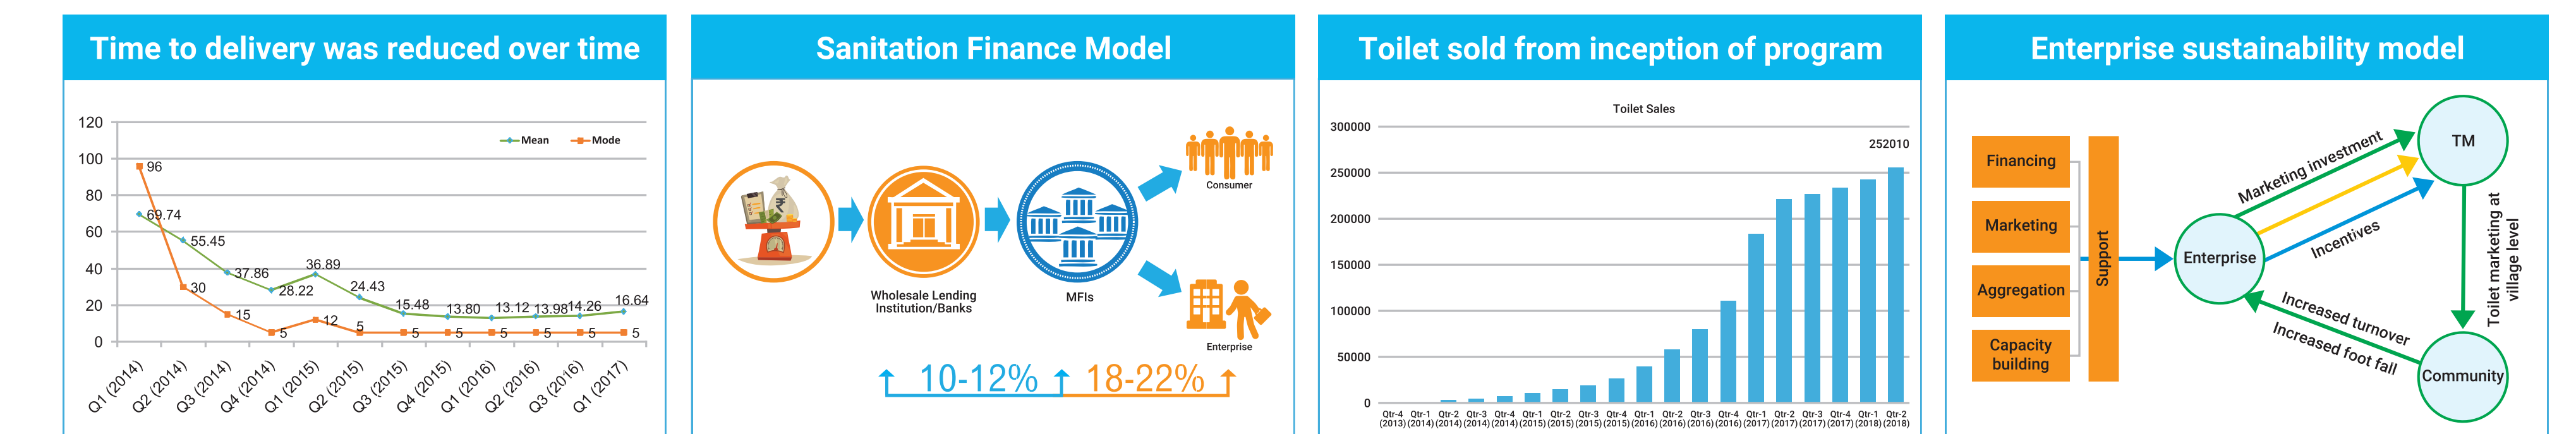 Time to delivery was reduced over time
120
100
80
60
40
20
0
Mean
Mode
96
69.74
55.45
37.86
28.22
36.89
24.43
15.48
13.80
13.12
13.98
14.26
16.64
30
15
5
12
5
5
5
5
5
5
5
Q1 (2014)
Q2 (2014)
Q3 (2014)
Q4 (2014)
Q1 (2015)
Q2 (2015)
Q3 (2015)
Q4 (2015)
Q1 (2016)
Q2 (2016)
Q3 (2016)
Q1 (2017)
Sanitation Finance Model
₹
Consumer
Wholesale Lending
Institution/Banks
MFIs
Enterprise
10-12%
18-22%
Toilet sold from inception of program
Toilet Sales
300000
250000
200000
150000
100000
50000
0
252010
Qtr-4 Qtr-1 Qtr-2 Qtr-3 Qtr-4 Qtr-1 Qtr-2 Qtr-3 Qtr-4 Qtr-1 Qtr-2 Qtr-3 Qtr-4 Qtr-1 Qtr-2 Qtr-3 Qtr-4 Qtr-1 Qtr-2
(2013) (2014) (2014) (2014) (2014) (2015) (2015) (2015) (2015) (2016) (2016) (2016) (2016) (2017) (2017) (2017) (2017) (2018) (2018)
Enterprise sustainability model
Financing
Marketing
Aggregation
Capacity
building
Support
Enterprise
Marketing investment
Incentives
TM
Toilet marketing at
village level
Increased turnover
Increased foot fall
Community